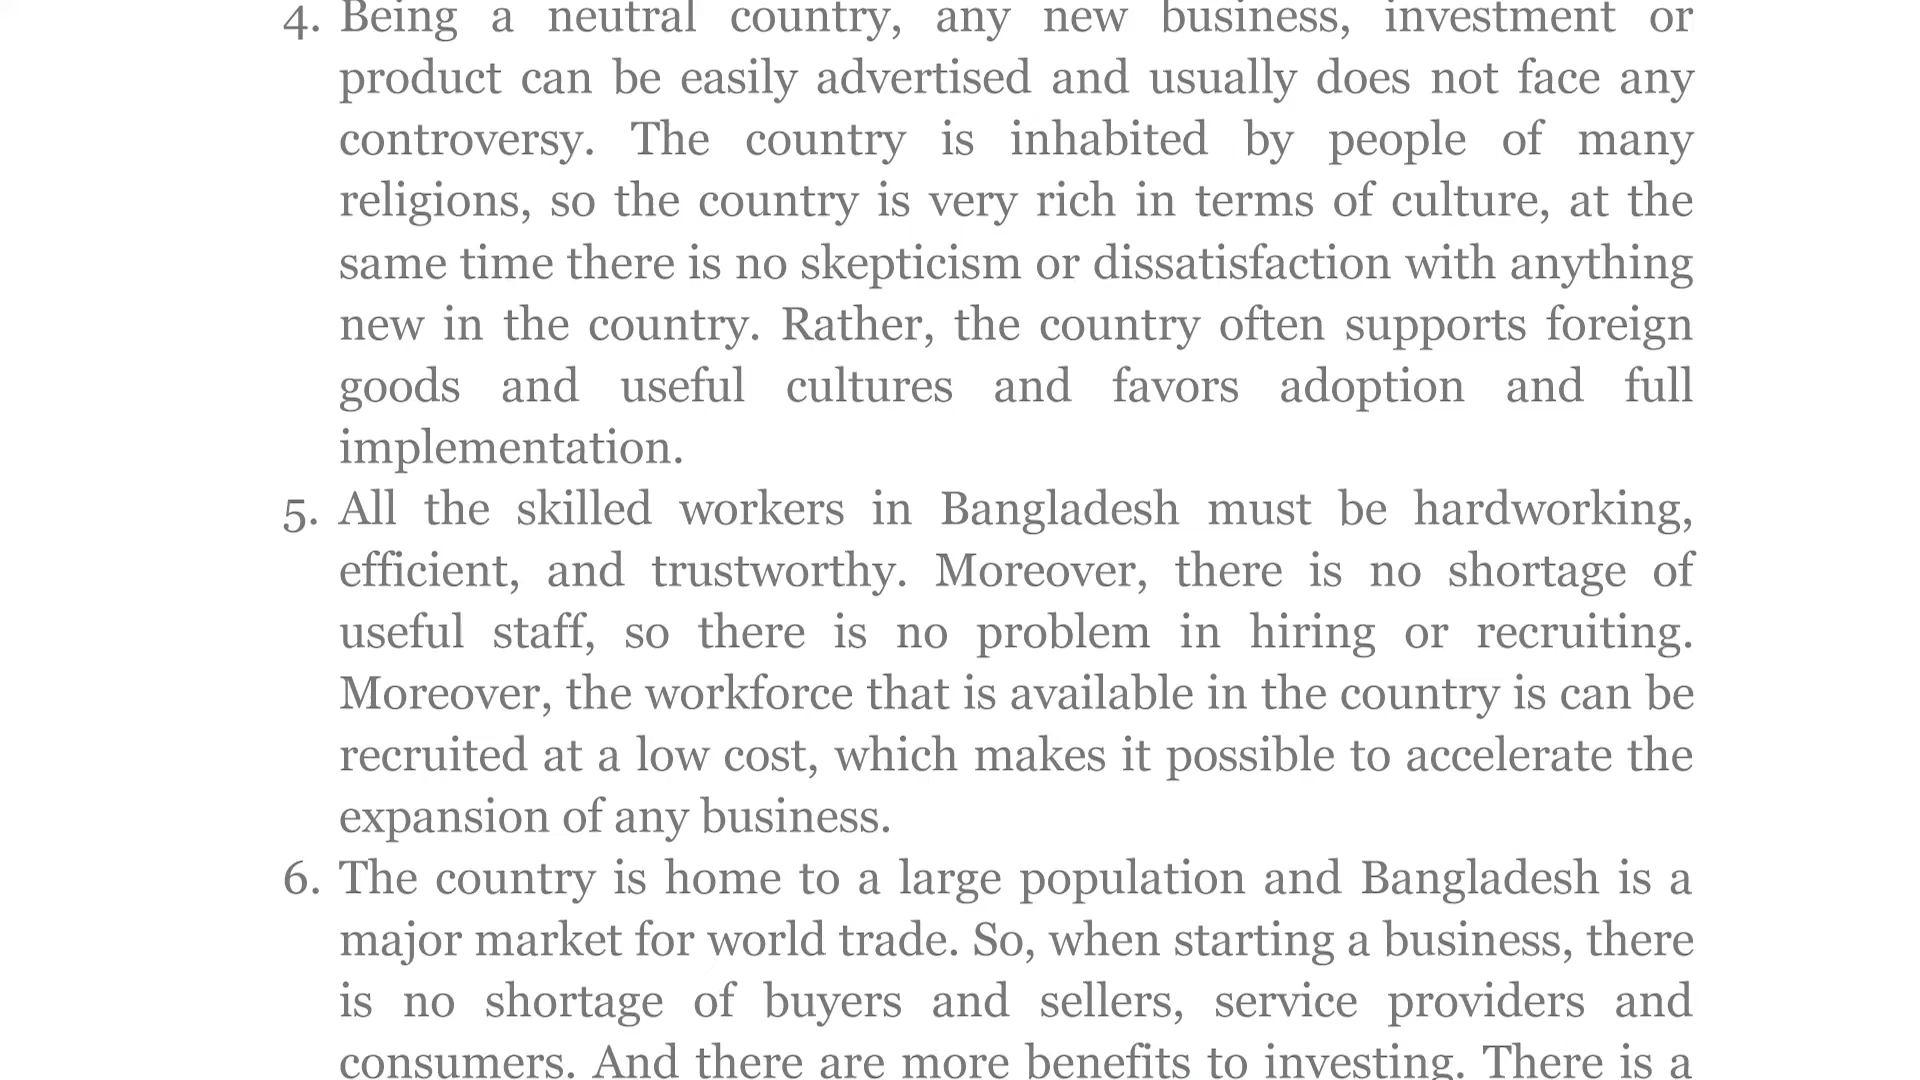 4. Being a neutral country, any new business, investment or
product can be easily advertised and usually does not face any
controversy. The country is inhabited by people of many
religions, so the country is very rich in terms of culture, at the
same time there is no skepticism or dissatisfaction with anything
new in the country. Rather, the country often supports foreign
goods and useful cultures and favors adoption and full
implementation.
5. All the skilled workers in Bangladesh must be hardworking,
efficient, and trustworthy. Moreover, there is no shortage of
useful staff, so there is no problem in hiring or recruiting.
Moreover, the workforce that is available in the country is can be
recruited at a low cost, which makes it possible to accelerate the
expansion of any business.
6. The country is home to a large population and Bangladesh is a
major market for world trade. So, when starting a business, there
is no shortage of buyers and sellers, service providers and
consumers. And there are more benefits to investing. There is a